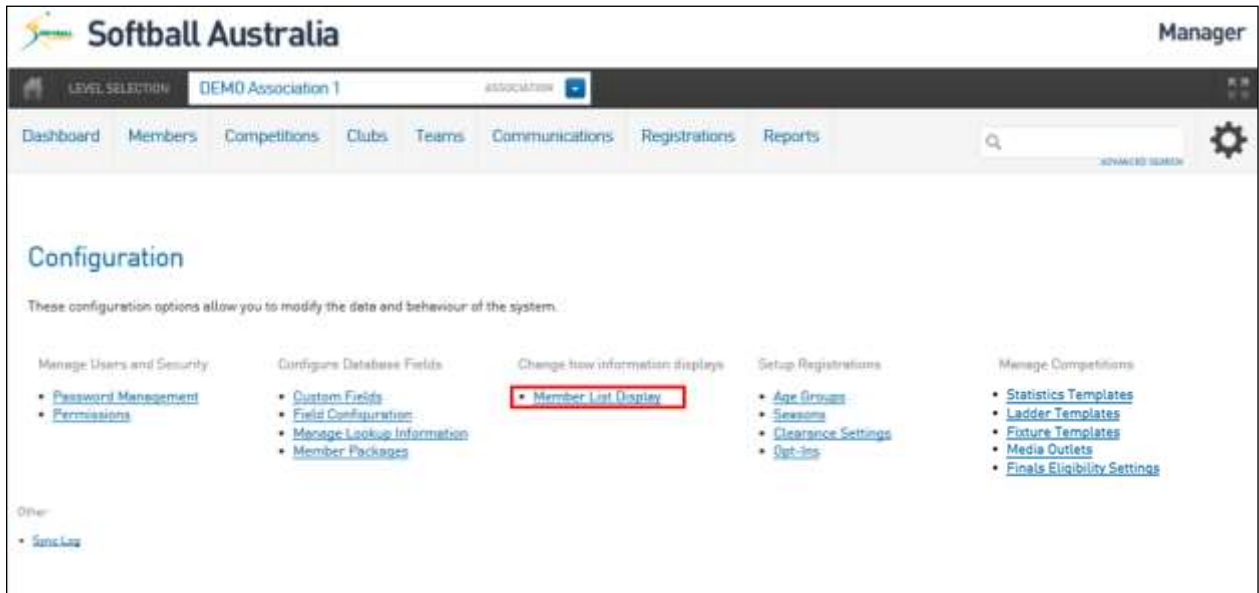 Softball Australia
Manager
LEVEL SELECTION
DEMO Association 1
ASSOCIATION
Dashboard Members Competitions Clubs Teams Communications Registrations Reports
ADVANCED SEARCH
Configuration
These configuration options allow you to modify the data and behaviour of the system.
Manage Users and Security
• Password Management
• Permissions
Configure Database Fields
• Custom Fields
• Field Configuration
• Manage Lookup Information
• Member Packages
Change how information displays
• Member List Display
Setup Registrations
• Age Groups
• Seasons
• Clearance Settings
• Opt-Ins
Manage Competitions
• Statistics Templates
• Ladder Templates
• Fixture Templates
• Media Outlets
• Finals Eligibility Settings
Other
• Sync Log